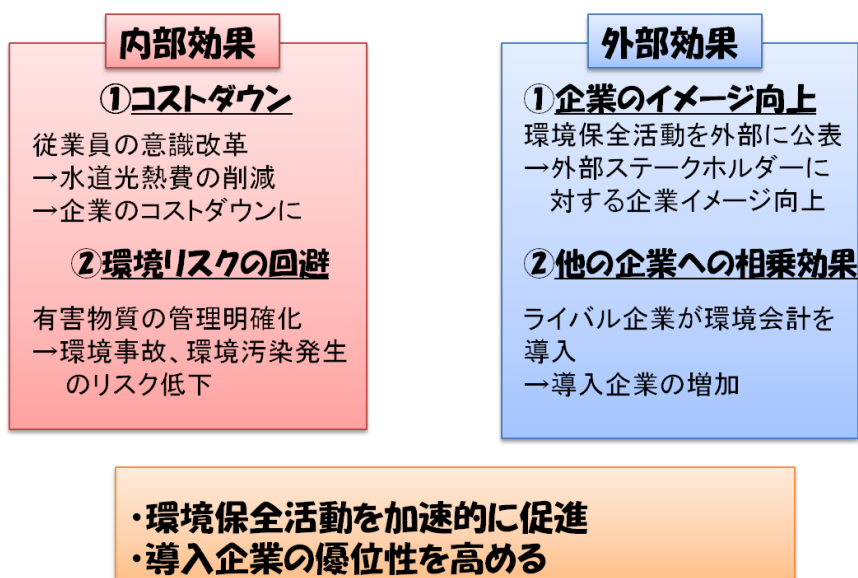 内部効果
①コストダウン
従業員の意識改革
→水道光熱費の削減
→企業のコストダウンに
②環境リスクの回避
有害物質の管理明確化
→環境事故、環境汚染発生
のリスク低下
外部効果
①企業のイメージ向上
環境保全活動を外部に公表
→外部ステークホルダーに
対する企業イメージ向上
②他の企業への相乗効果
ライバル企業が環境会計を
導入
→導入企業の増加
・環境保全活動を加速的に促進
・導入企業の優位性を高める